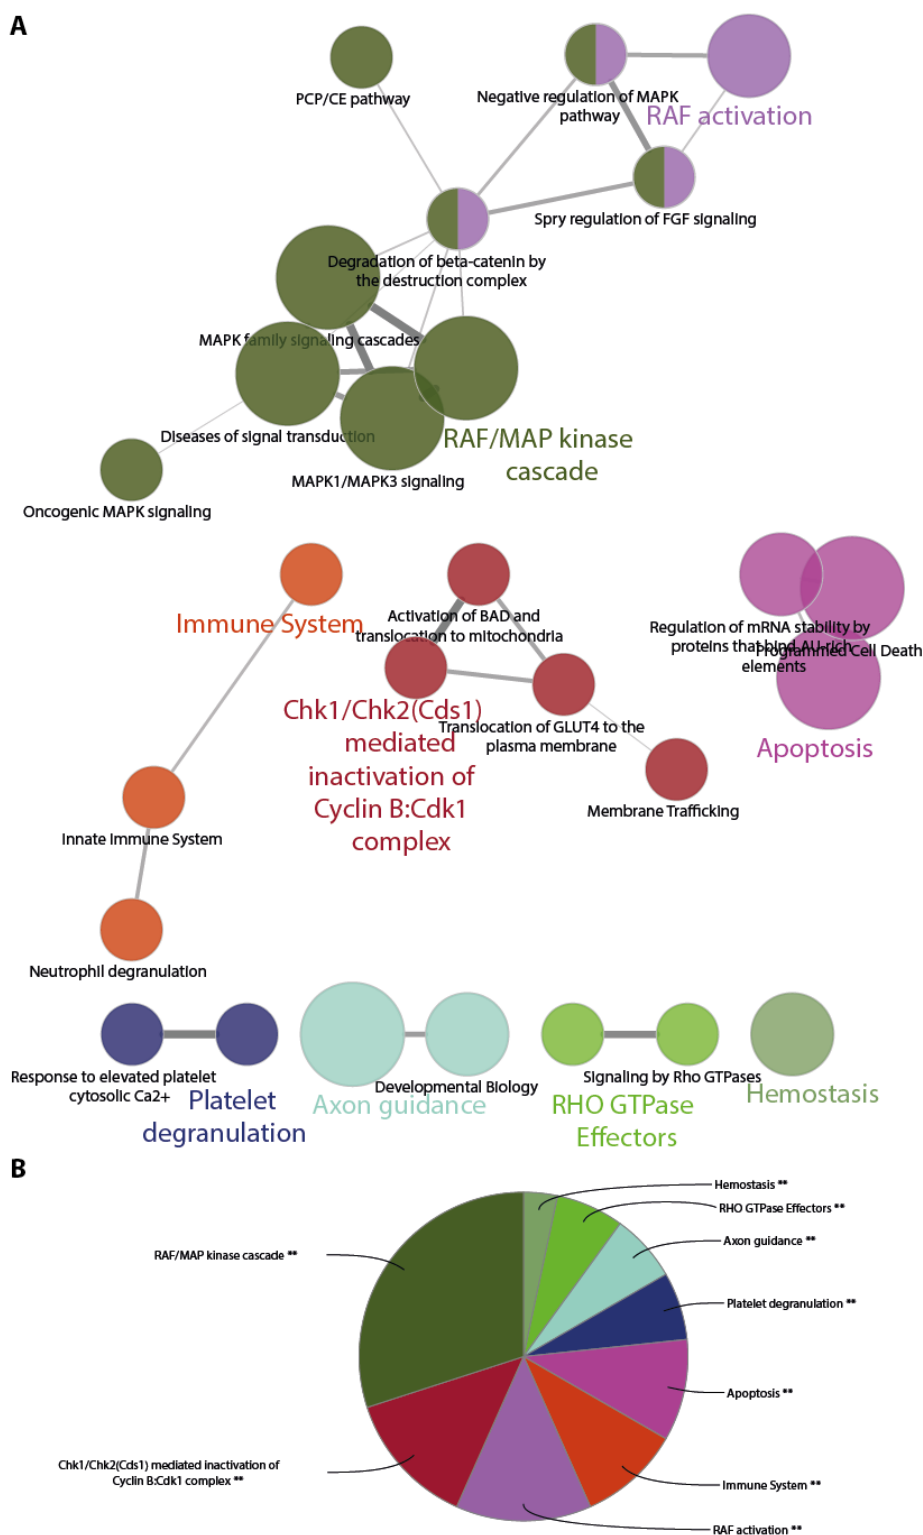 A
PCP/CE pathway
Negative regulation of MAPK
pathway
RAF activation
Spry regulation of FGF signaling
Degradation of beta-catenin by
the destruction complex
MAPK family signaling cascades
Diseases of signal transduction
RAF/MAP kinase
cascade
MAPK1/MAPK3 signaling
Oncogenic MAPK signaling
Immune System
Activation of BAD and
translocation to mitochondria
Regulation of mRNA stability by
proteins that bind AU-rich
elements
Programmed Cell Death
Chk1/Chk2(Cds1)
mediated
inactivation of
Cyclin B:Cdk1
complex
Translocation of GLUT4 to the
plasma membrane
Apoptosis
Membrane Trafficking
Innate Immune System
Neutrophil degranulation
Response to elevated platelet
cytosolic Ca2+
Platelet
degranulation
Developmental Biology
Axon guidance
Signaling by Rho GTPases
RHO GTPase
Effectors
Hemostasis
B
Hemostasis **
RHO GTPase Effectors **
Axon guidance **
RAF/MAP kinase cascade **
Platelet degranulation **
Apoptosis **
Chk1/Chk2(Cds1) mediated inactivation of
Cyclin B:Cdk1 complex **
Immune System **
RAF activation **